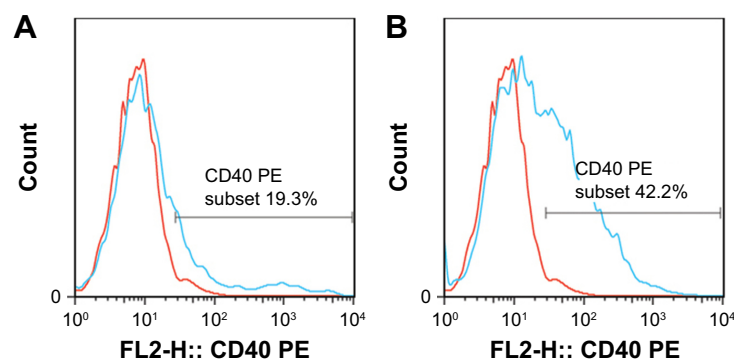 A
Count
CD40 PE
subset 19.3%
0
10⁰ 10¹ 10² 10³ 10⁴
FL2-H:: CD40 PE
B
Count
CD40 PE
subset 42.2%
0
10⁰ 10¹ 10² 10³ 10⁴
FL2-H:: CD40 PE